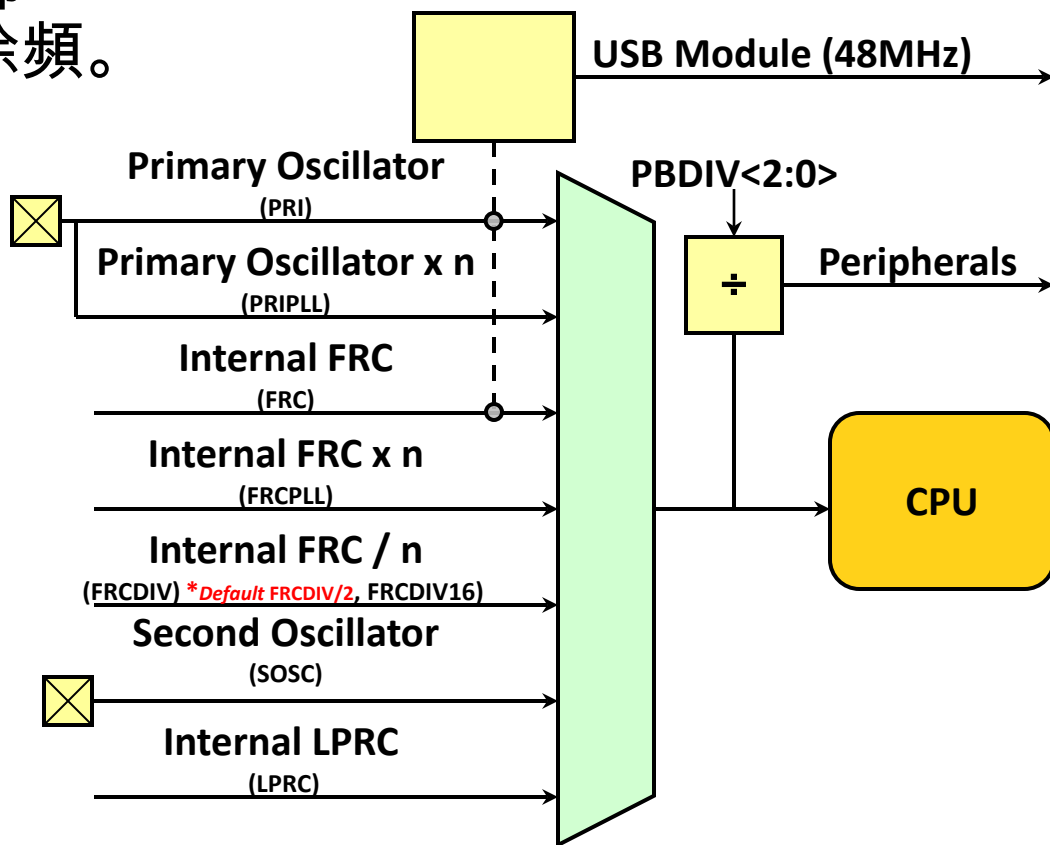 除頻。
USB Module (48MHz)
Primary Oscillator
(PRI)
PBDIV<2:0>
Primary Oscillator x n
(PRIPLL)
÷
Peripherals
Internal FRC
(FRC)
Internal FRC x n
(FRCPLL)
CPU
Internal FRC / n
(FRCDIV) *Default FRCDIV/2, FRCDIV16)
Second Oscillator
(SOSC)
Internal LPRC
(LPRC)